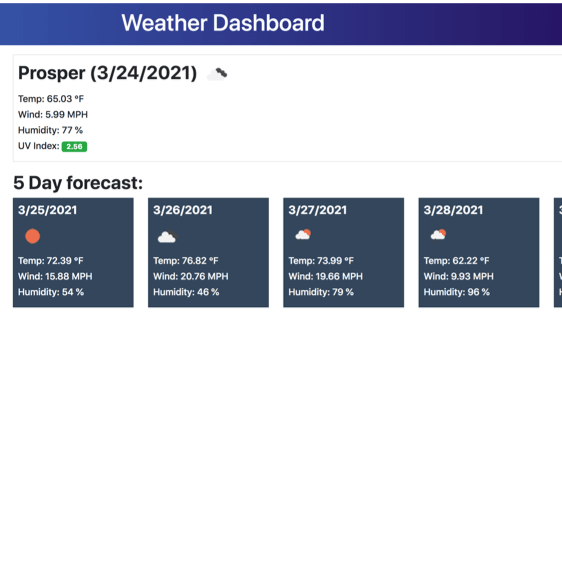 Weather Dashboard
Prosper (3/24/2021)
Temp: 65.03 °F
Wind: 5.99 MPH
Humidity: 77 %
UV Index: 2.56
5 Day forecast:
3/25/2021
Temp: 72.39 °F
Wind: 15.88 MPH
Humidity: 54 %
3/26/2021
Temp: 76.82 °F
Wind: 20.76 MPH
Humidity: 46 %
3/27/2021
Temp: 73.99 °F
Wind: 19.66 MPH
Humidity: 79 %
3/28/2021
Temp: 62.22 °F
Wind: 9.93 MPH
Humidity: 96 %